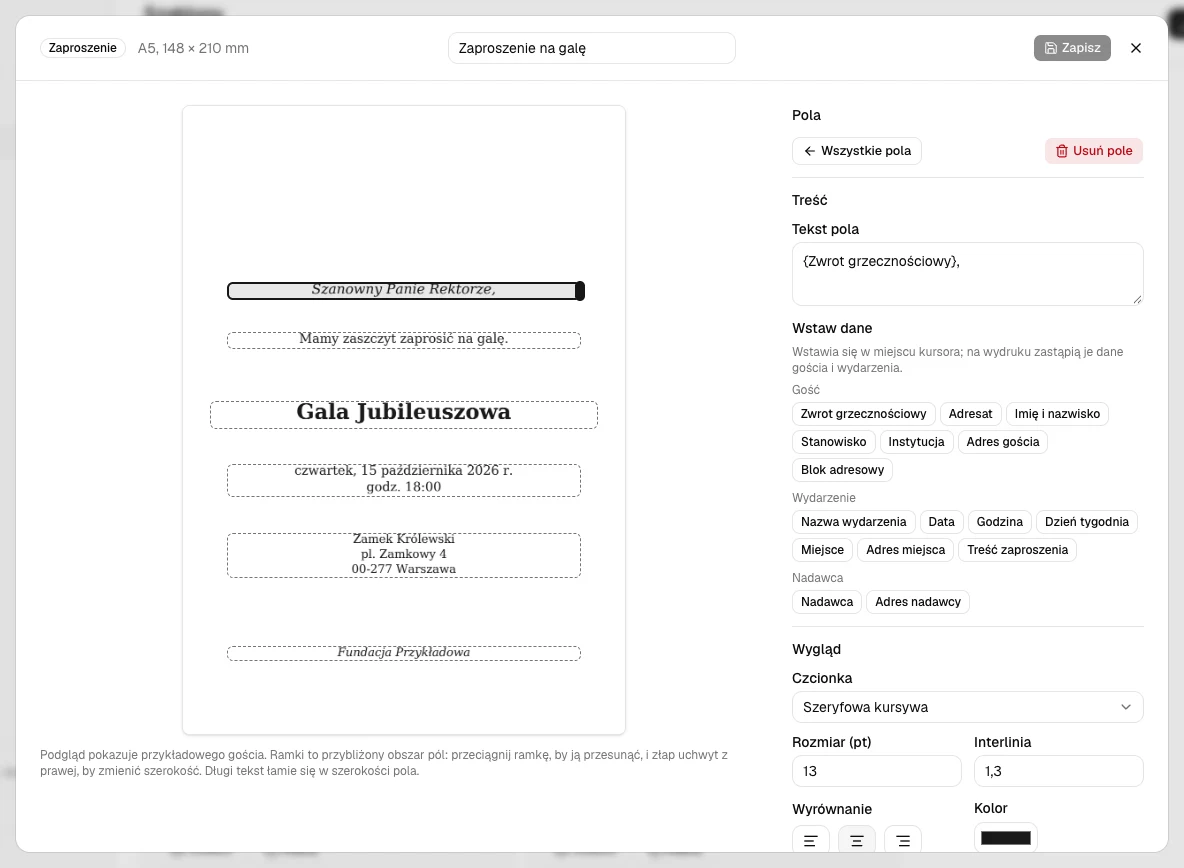 Zaproszenie
A5, 148 × 210 mm
Zaproszenie na galę
Zapisz
Szanowny Panie Rektorze,
Mamy zaszczyt zaprosić na galę.
Gala Jubileuszowa
czwartek, 15 października 2026 r.
godz. 18:00
Zamek Królewski
pl. Zamkowy 4
00-277 Warszawa
Fundacja Przykładowa
Podgląd pokazuje przykładowego gościa. Ramki to przybliżony obszar pól: przeciągnij ramkę, by ją przesunąć, i złap uchwyt z
prawej, by zmienić szerokość. Długi tekst łamie się w szerokości pola.
Pola
Wszystkie pola
Usuń pole
Treść
Tekst pola
{Zwrot grzecznościowy},
Wstaw dane
Wstawia się w miejscu kursora; na wydruku zastąpią je dane
gościa i wydarzenia.
Gość
Zwrot grzecznościowy Adresat Imię i nazwisko
Stanowisko Instytucja Adres gościa
Blok adresowy
Wydarzenie
Nazwa wydarzenia Data Godzina Dzień tygodnia
Miejsce Adres miejsca Treść zaproszenia
Nadawca
Nadawca Adres nadawcy
Wygląd
Czcionka
Szeryfowa kursywa
Rozmiar (pt) Interlinia
13 1,3
Wyrównanie Kolor